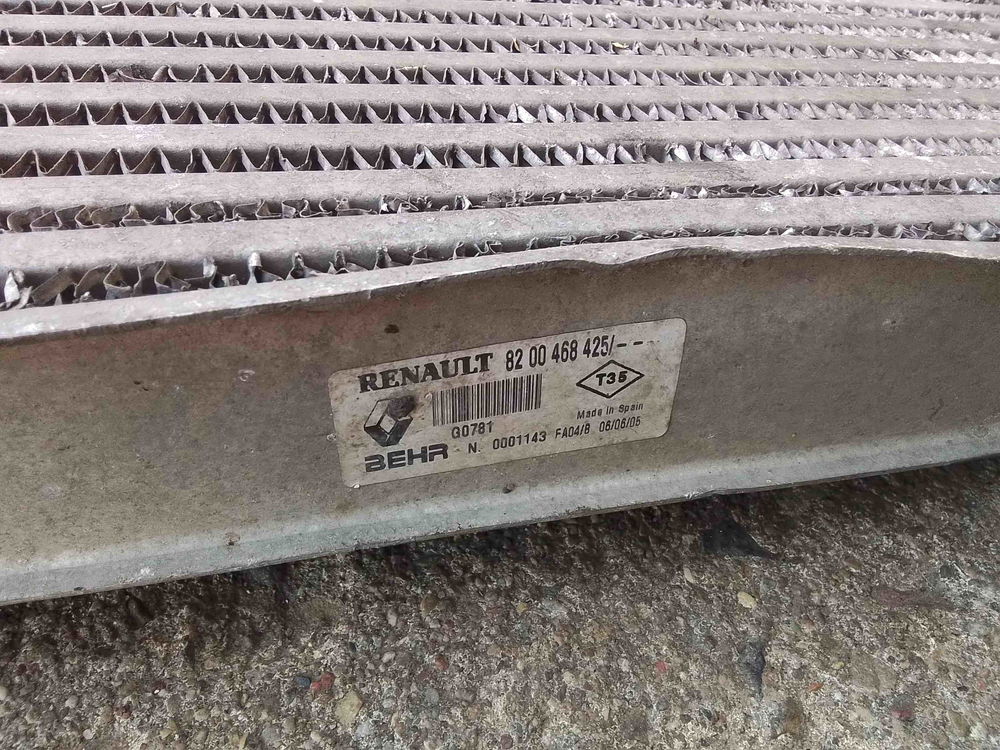 RENAULT 82 00 468 425/---
T35
G0781
Made in Spain
BEHR N. 0001143 FA04/8 06/06/05